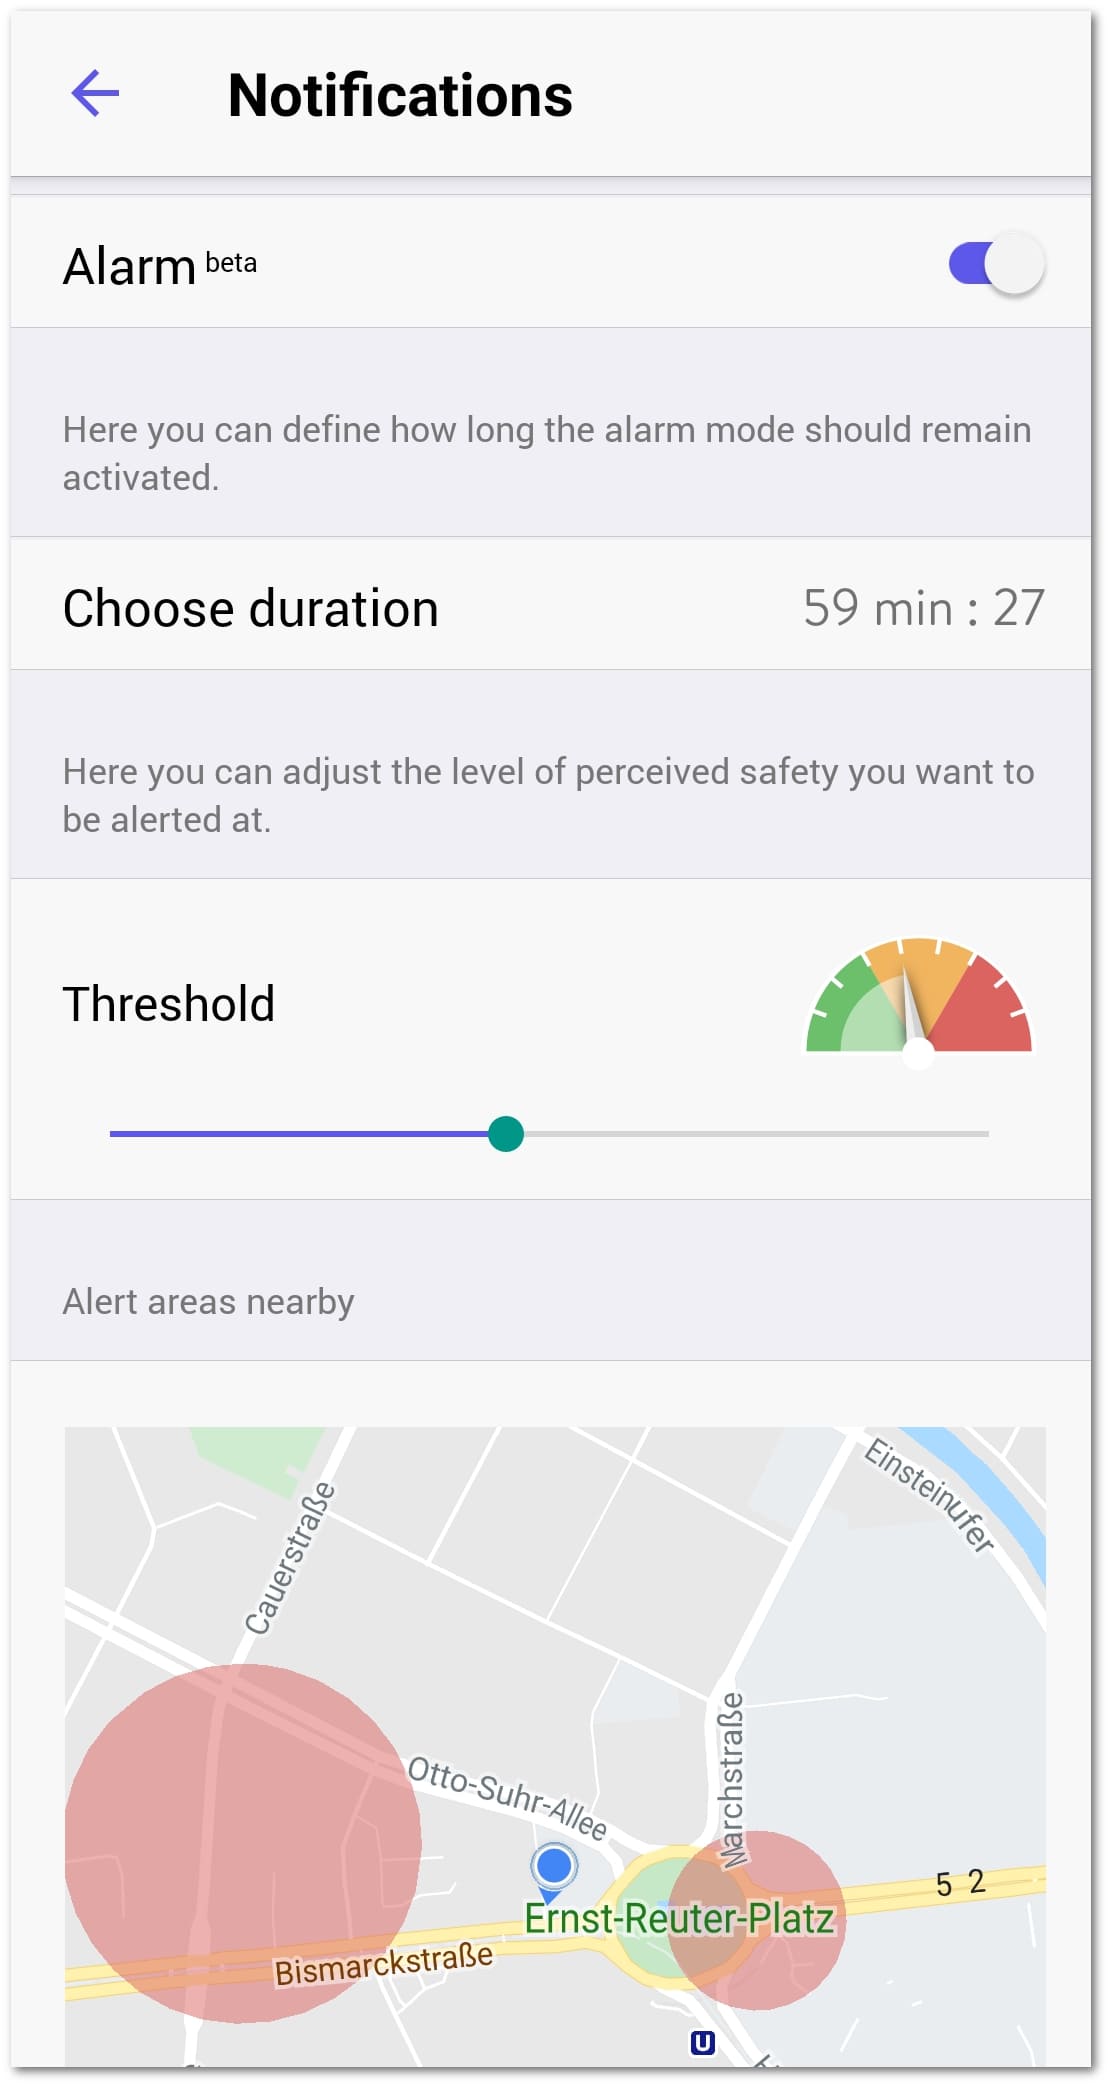 Notifications
Alarm beta
Here you can define how long the alarm mode should remain
activated.
Choose duration 59 min : 27
Here you can adjust the level of perceived safety you want to
be alerted at.
Threshold
Alert areas nearby
Einsteinufer
Cauerstraße
Marchstraße
Otto-Suhr-Allee
5 2
Ernst-Reuter-Platz
Bismarckstraße
U